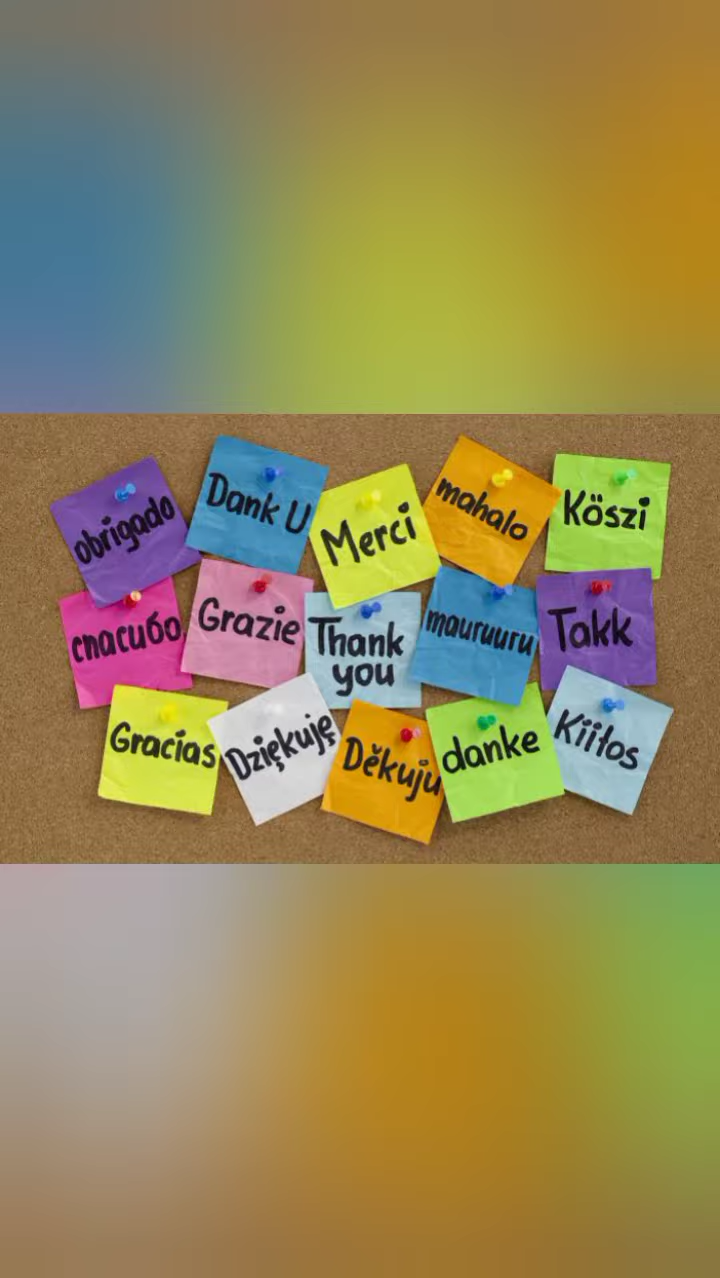 obrigado
Dank U
Merci
mahalo
Köszi
спасибо
Grazie
Thank
you
mauruuru
Takk
Gracias
Dziękuję
Děkuju
danke
Kiitos